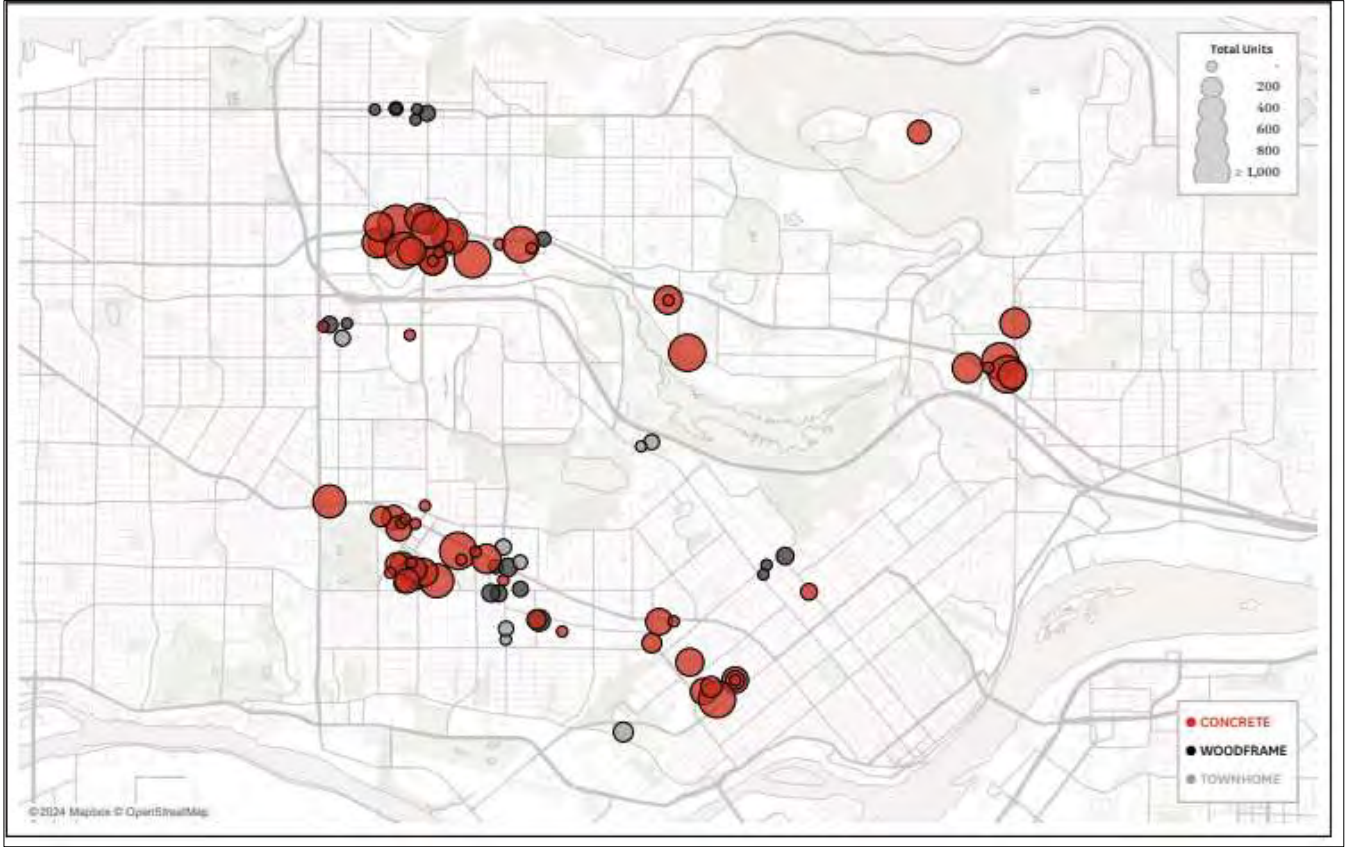 Total Units
-
200
400
600
800
≥ 1,000
CONCRETE
WOODFRAME
TOWNHOME
©2024 Mapbox © OpenStreetMap